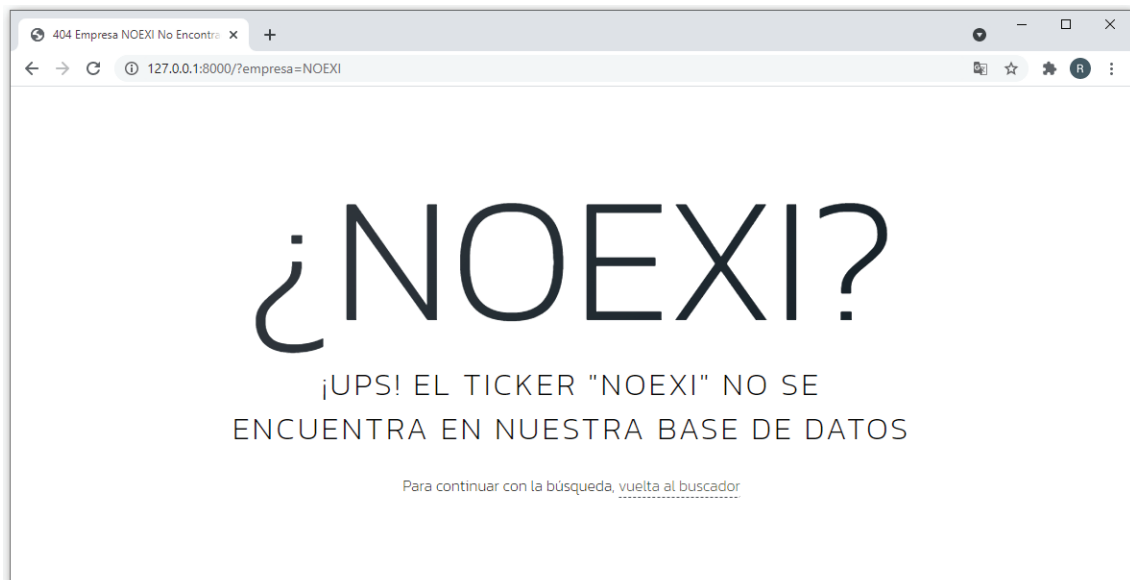 404 Empresa NOEXI No Encontra
127.0.0.1:8000/?empresa=NOEXI
R
¿NOEXI?
¡UPS! EL TICKER "NOEXI" NO SE
ENCUENTRA EN NUESTRA BASE DE DATOS
Para continuar con la búsqueda, vuelta al buscador